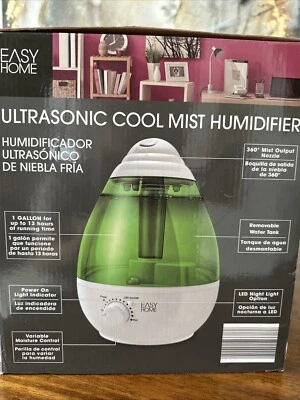 EASY
HOME
ULTRASONIC COOL MIST HUMIDIFIER
HUMIDIFICADOR
ULTRASÓNICO
DE NIEBLA FRÍA
360° Mist Output
Nozzle
Boquilla de salida
de la niebla
de 360°
1 GALLON for
up to 13 hours
of running time
1 galón permite
que funcione
por un periodo
de hasta 13 horas
Removable
Water Tank
Tanque de agua
desmontable
Power On
Light Indicator
Luz indicadora
de encendido
LED Night Light
Option
Opción de luz
nocturna a LED
EASY
HOME
Variable
Moisture Control
Perilla de control
para variar
la humedad